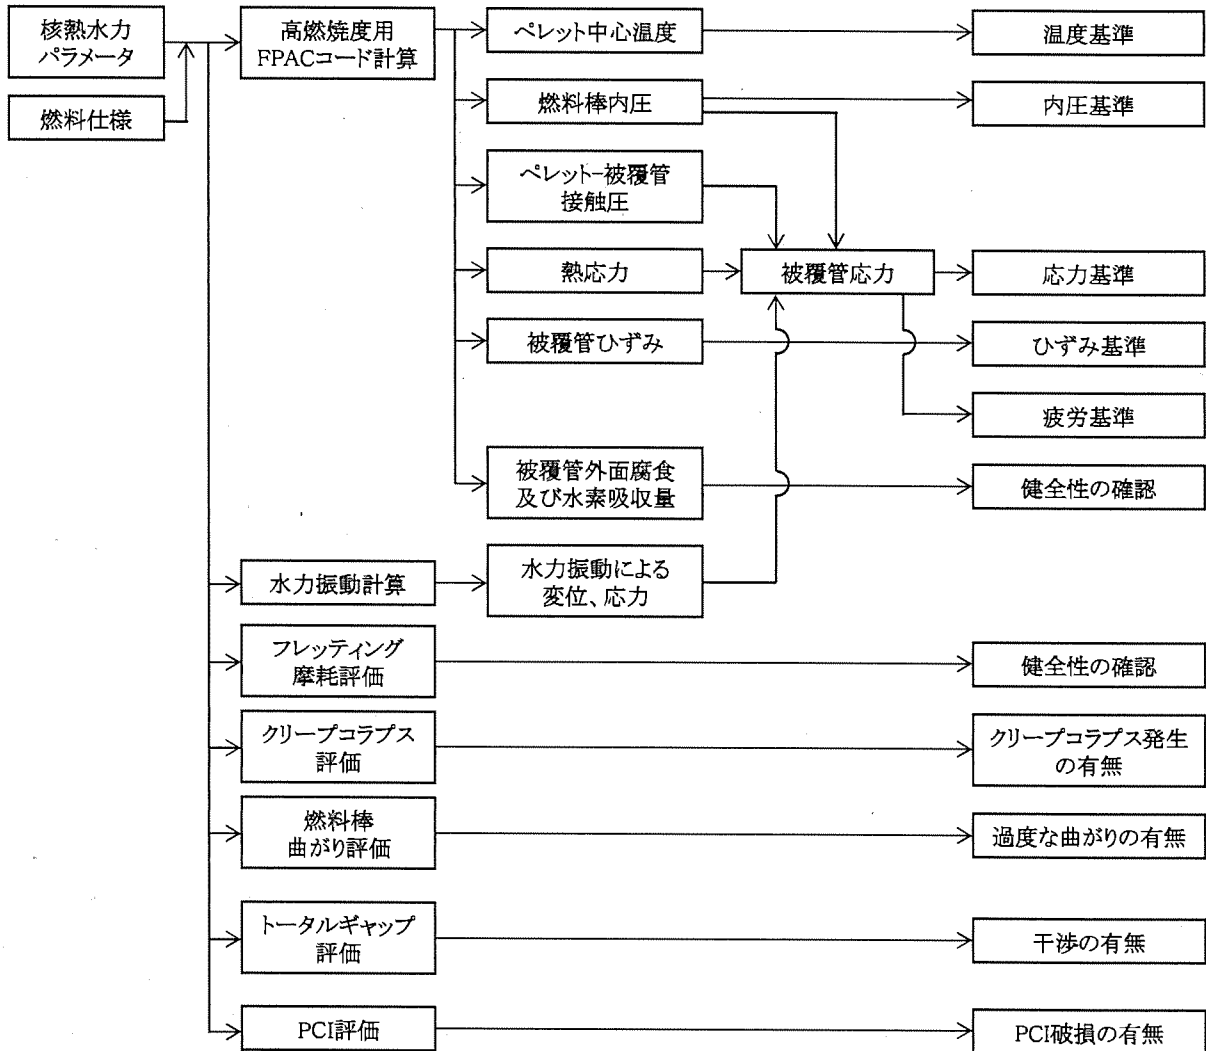 核熱水力
パラメータ
燃料仕様
高燃焼度用
FPACコード計算
ペレット中心温度
温度基準
燃料棒内圧
内圧基準
ペレット-被覆管
接触圧
熱応力
被覆管応力
応力基準
被覆管ひずみ
ひずみ基準
疲労基準
被覆管外面腐食
及び水素吸収量
健全性の確認
水力振動計算
水力振動による
変位、応力
フレッティング
摩耗評価
健全性の確認
クリープコラプス
評価
クリープコラプス発生
の有無
燃料棒
曲がり評価
過度な曲がりの有無
トータルギャップ
評価
干渉の有無
PCI評価
PCI破損の有無